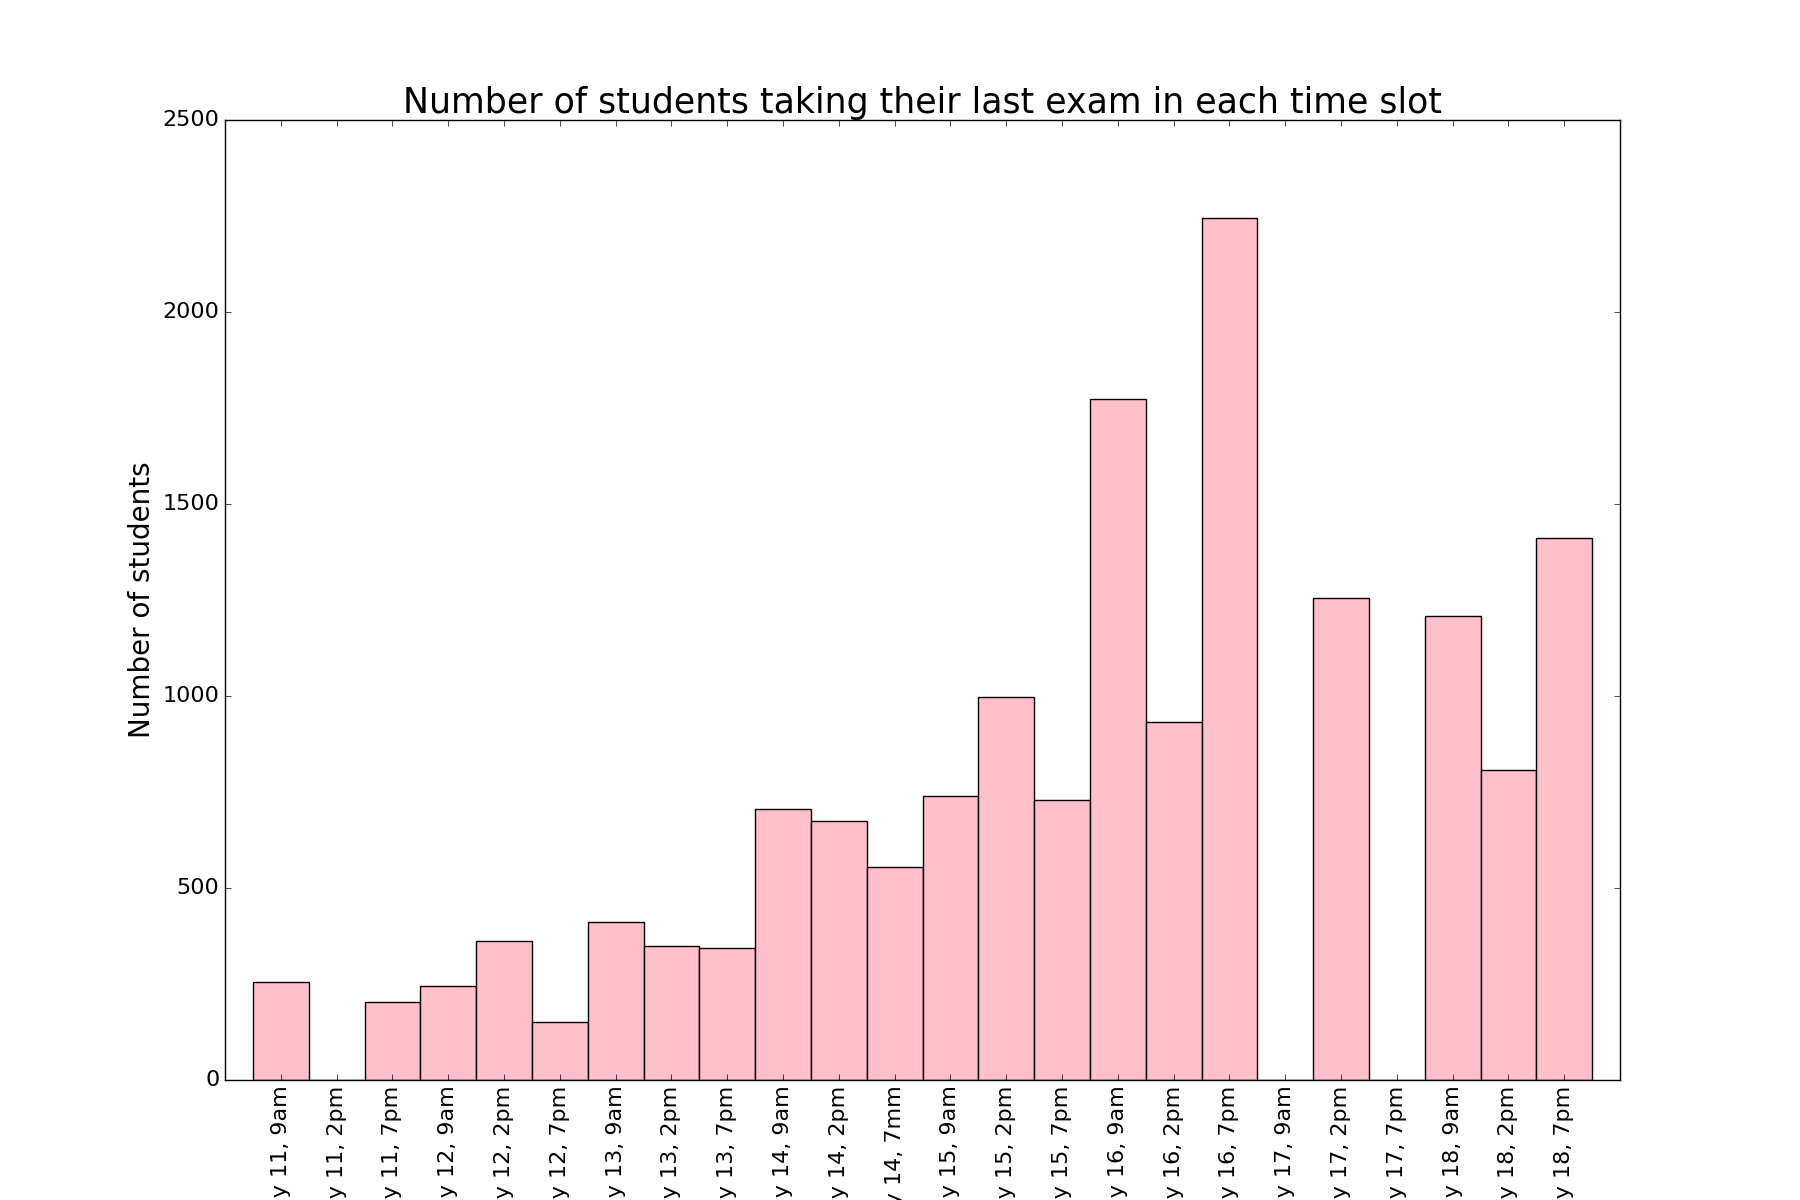 Number of students taking their last exam in each time slot
Number of students
2500
2000
1500
1000
500
0
y 11, 9am
y 11, 2pm
y 11, 7pm
y 12, 9am
y 12, 2pm
y 12, 7pm
y 13, 9am
y 13, 2pm
y 13, 7pm
y 14, 9am
y 14, 2pm
y 14, 7mm
y 15, 9am
y 15, 2pm
y 15, 7pm
y 16, 9am
y 16, 2pm
y 16, 7pm
y 17, 9am
y 17, 2pm
y 17, 7pm
y 18, 9am
y 18, 2pm
y 18, 7pm